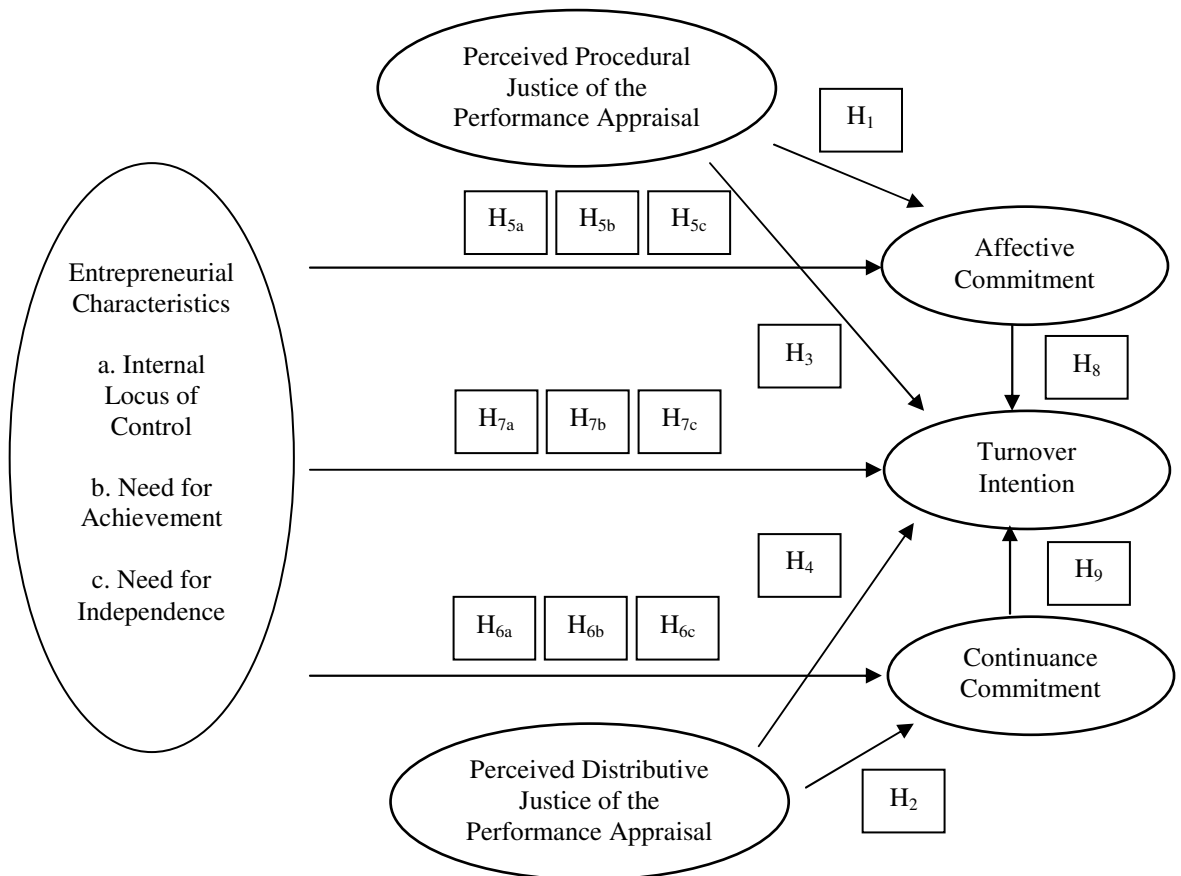 Perceived Procedural
Justice of the
Performance Appraisal
H₁
H₅ₐ H₅b H₅c
Affective
Commitment
Entrepreneurial
Characteristics
a. Internal
Locus of
Control
b. Need for
Achievement
c. Need for
Independence
H₃
H₈
H₇ₐ H₇b H₇c
Turnover
Intention
H₄
H₉
H₆ₐ H₆b H₆c
Continuance
Commitment
Perceived Distributive
Justice of the
Performance Appraisal
H₂